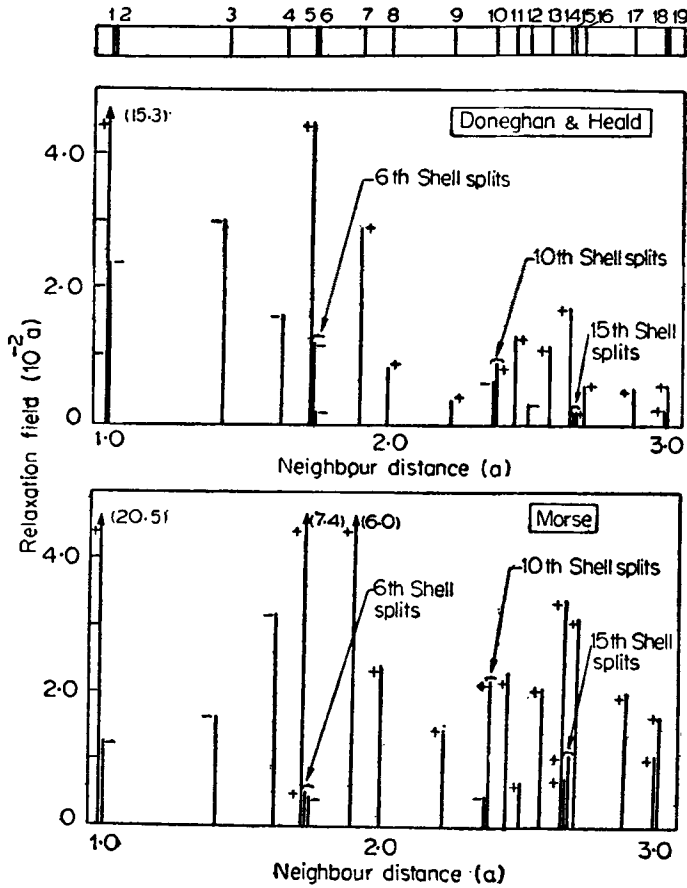 1 2 3 4 5 6 7 8 9 10 11 12 13 14 15 16 17 18 19
(15.3)
Doneghan & Heald
4.0
6th Shell splits
10th Shell splits
2.0
15th Shell
splits
0
1.0 2.0 3.0
Neighbour distance (a)
Relaxation field (10⁻² a)
(20.5) (7.4) (6.0)
Morse
4.0
10th Shell splits
6th Shell
splits
15th Shell
splits
2.0
0
1.0 2.0 3.0
Neighbour distance (a)